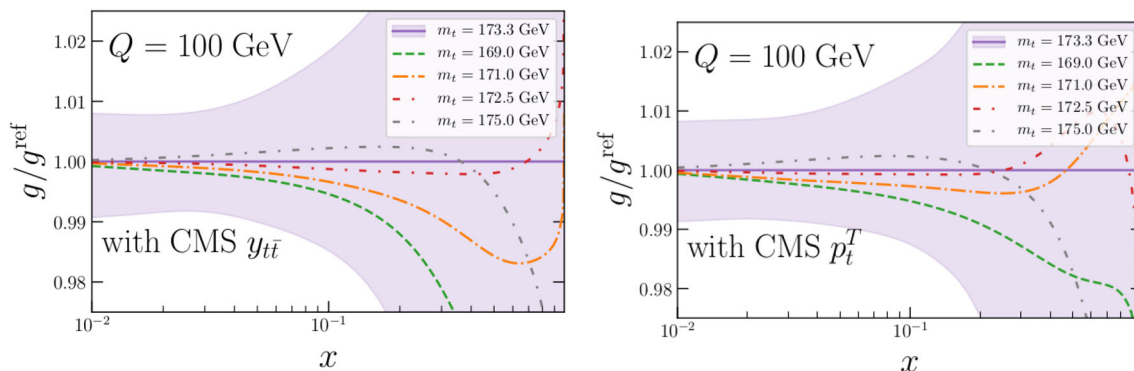 Q = 100 GeV
m_t = 173.3 GeV
m_t = 169.0 GeV
m_t = 171.0 GeV
m_t = 172.5 GeV
m_t = 175.0 GeV
with CMS y_{t\bar{t}}
g/g^{ref}
1.02
1.01
1.00
0.99
0.98
10^{-2}
10^{-1}
x
Q = 100 GeV
m_t = 173.3 GeV
m_t = 169.0 GeV
m_t = 171.0 GeV
m_t = 172.5 GeV
m_t = 175.0 GeV
with CMS p_t^T
g/g^{ref}
1.02
1.01
1.00
0.99
0.98
10^{-2}
10^{-1}
x